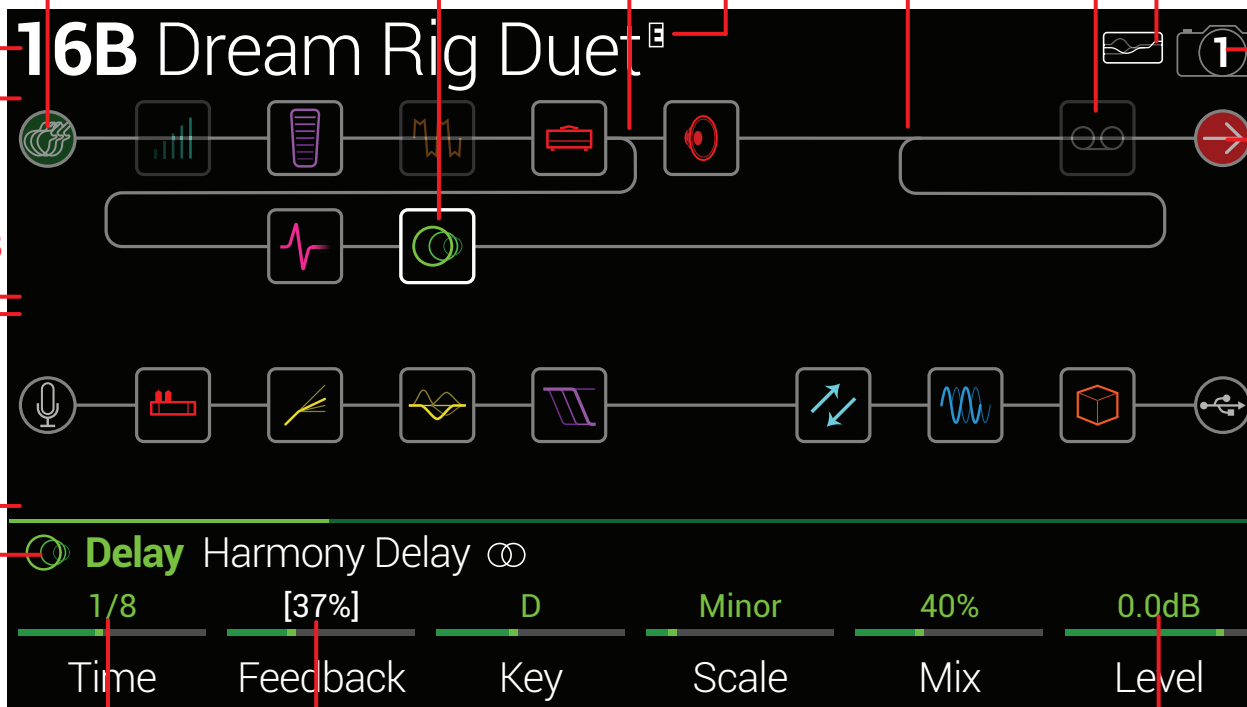 16B Dream Rig Duet E
1
Delay Harmony Delay
1/8 [37%] D Minor 40% 0.0dB
Time Feedback Key Scale Mix Level